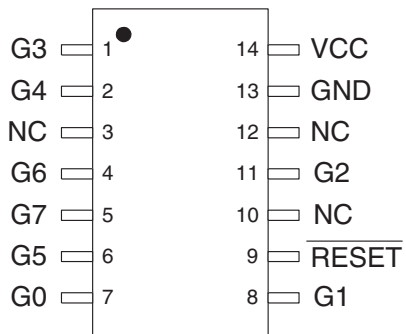 G3 1 14 VCC
G4 2 13 GND
NC 3 12 NC
G6 4 11 G2
G7 5 10 NC
G5 6 9 RESET
G0 7 8 G1